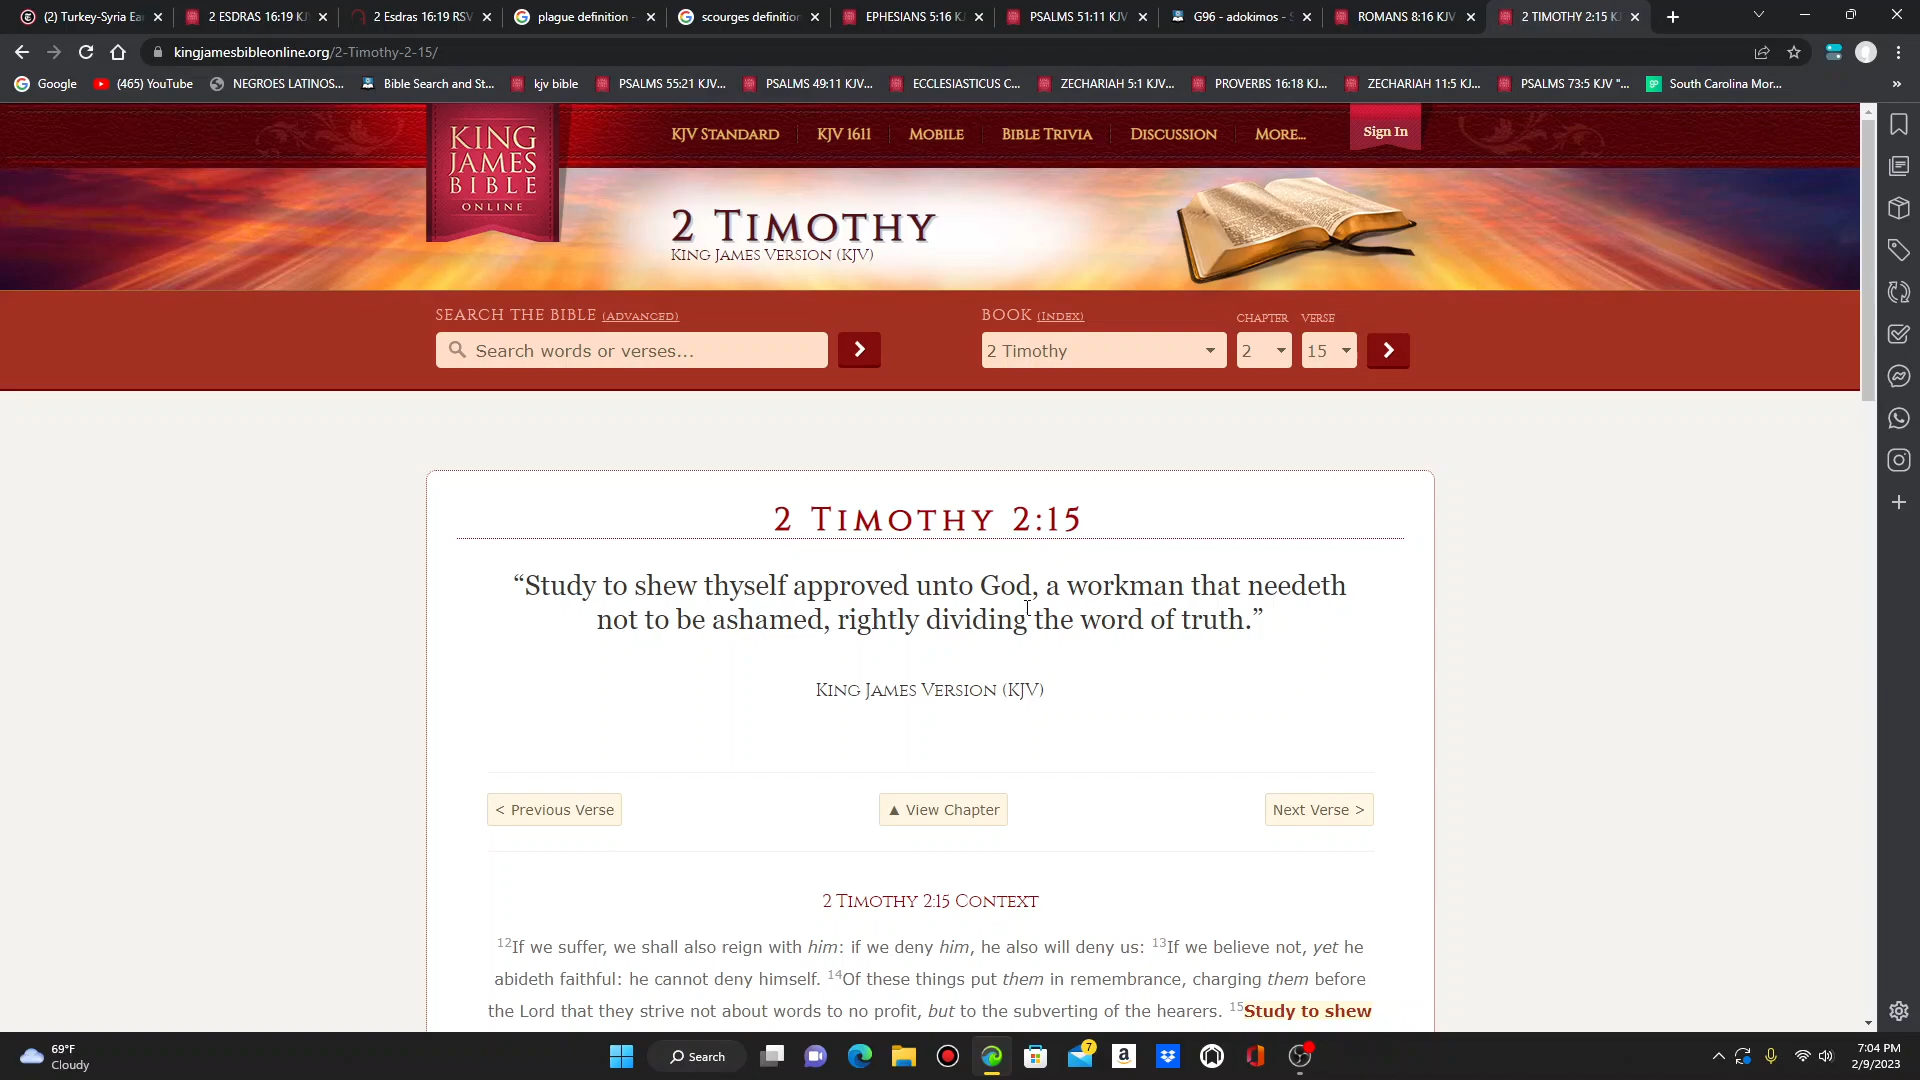 (2) Turkey-Syria Ea
2 ESDRAS 16:19 KJ
2 Esdras 16:19 RSV
plague definition -
scourges definition
EPHESIANS 5:16 KJ
PSALMS 51:11 KJV
G96 - adokimos - S
ROMANS 8:16 KJV
2 TIMOTHY 2:15 K
kingjamesbibleonline.org/2-Timothy-2-15/
Google
(465) YouTube
NEGROES LATINOS...
Bible Search and St...
kjv bible
PSALMS 55:21 KJV...
PSALMS 49:11 KJV...
ECCLESIASTICUS C...
ZECHARIAH 5:1 KJV...
PROVERBS 16:18 KJ...
ZECHARIAH 11:5 KJ...
PSALMS 73:5 KJV "...
South Carolina Mor...
KING
JAMES
BIBLE
ONLINE
KJV STANDARD
KJV 1611
MOBILE
BIBLE TRIVIA
DISCUSSION
MORE...
Sign In
2 TIMOTHY
KING JAMES VERSION (KJV)
SEARCH THE BIBLE (ADVANCED)
BOOK (INDEX)
CHAPTER
VERSE
Search words or verses...
2 Timothy
2
15
2 TIMOTHY 2:15
“Study to shew thyself approved unto God, a workman that needeth
not to be ashamed, rightly dividing the word of truth.”
KING JAMES VERSION (KJV)
< Previous Verse
▲ View Chapter
Next Verse >
2 TIMOTHY 2:15 CONTEXT
12If we suffer, we shall also reign with him: if we deny him, he also will deny us: 13If we believe not, yet he
abideth faithful: he cannot deny himself. 14Of these things put them in remembrance, charging them before
the Lord that they strive not about words to no profit, but to the subverting of the hearers. 15Study to shew
69°F
Cloudy
Search
7
7:04 PM
2/9/2023